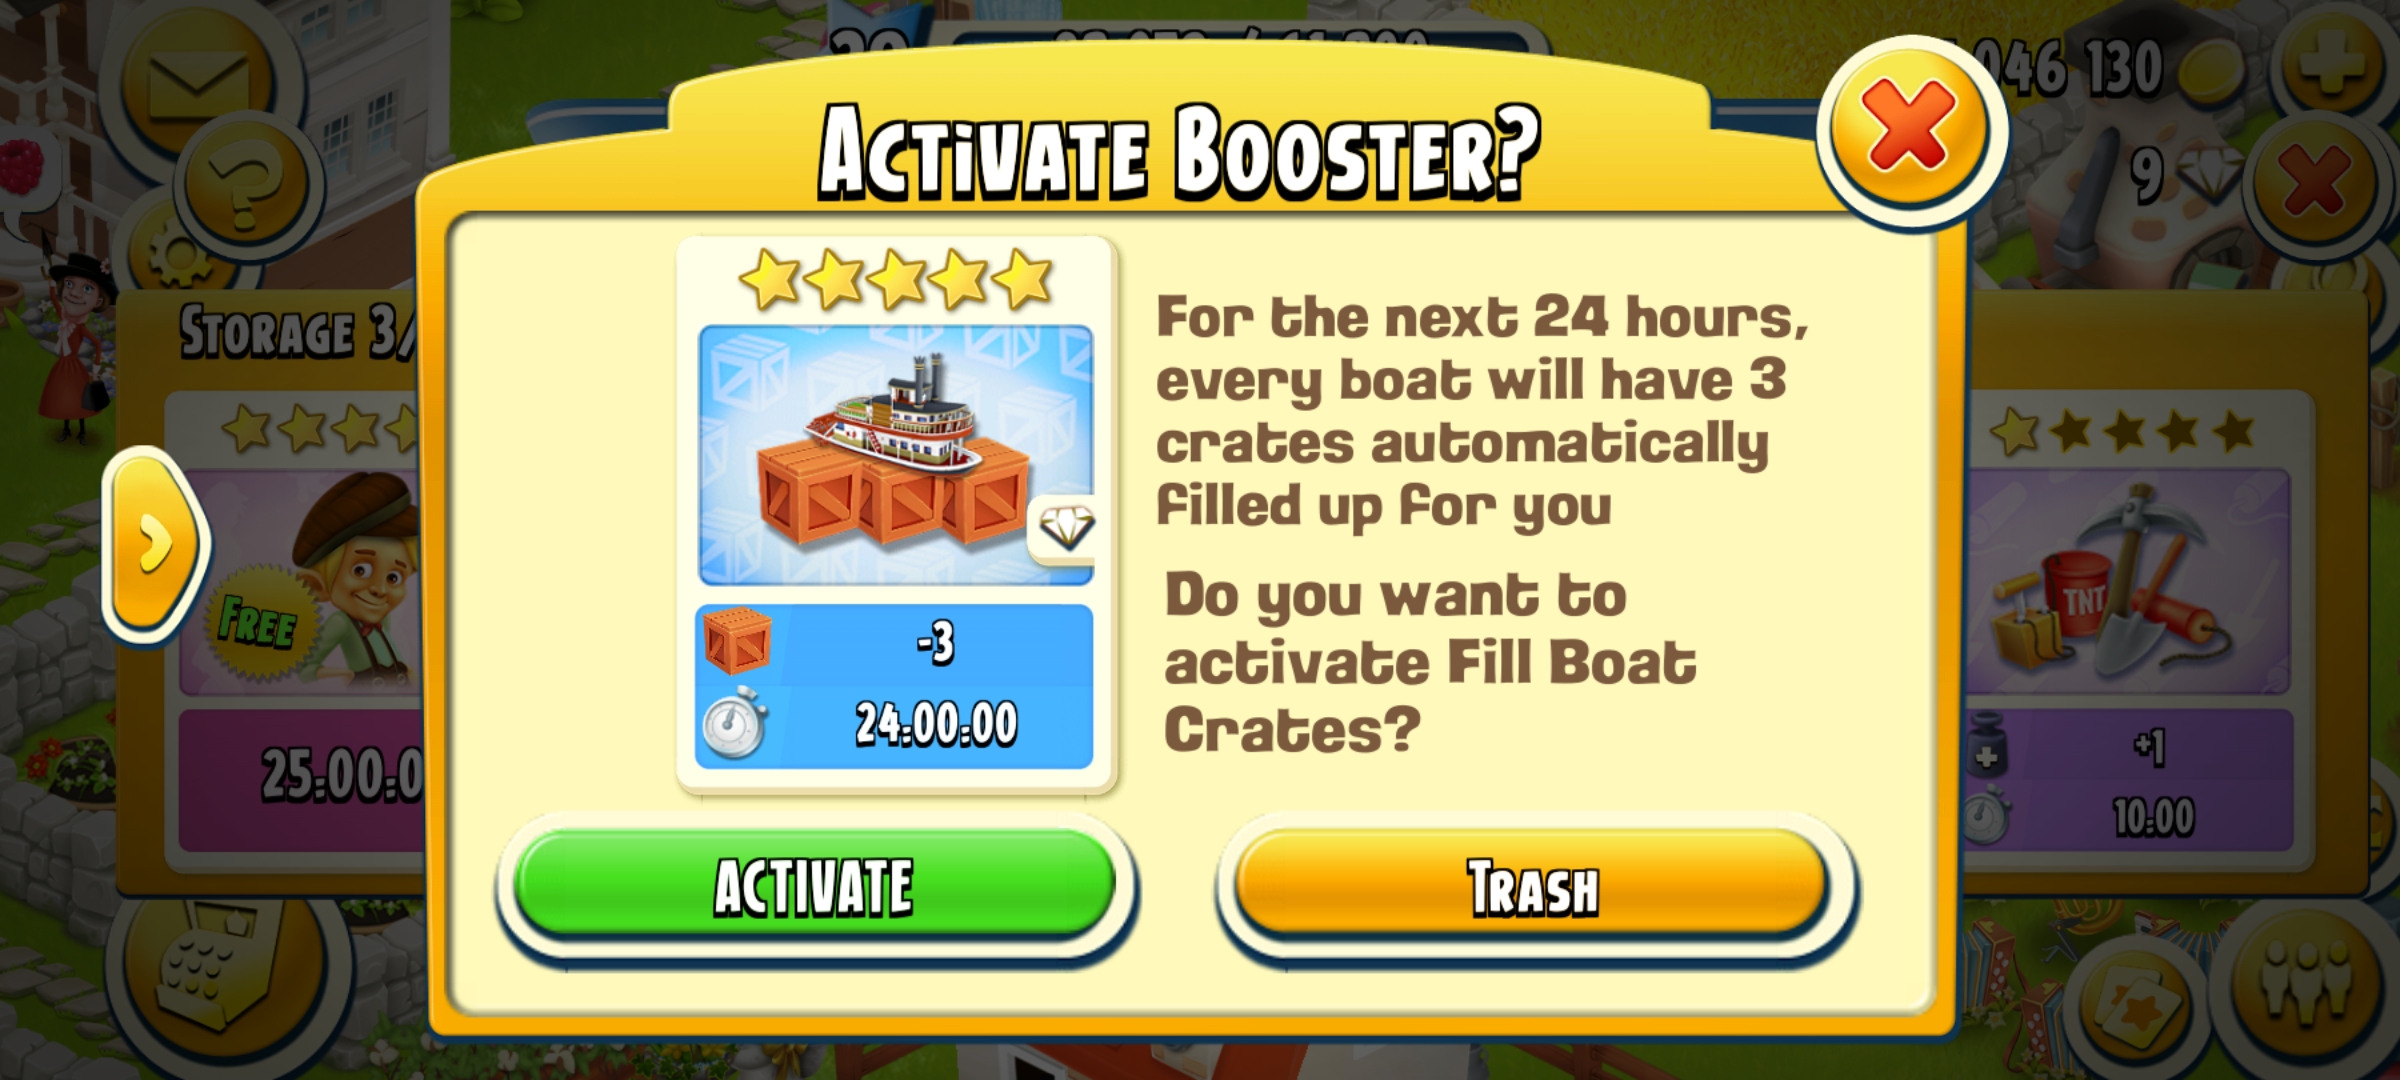 046 130
ACTIVATE BOOSTER?
9
STORAGE 3/
For the next 24 hours,
every boat will have 3
crates automatically
filled up for you
Do you want to
activate Fill Boat
Crates?
FREE
TNT
-3
24:00:00
25:00:0
+1
10:00
ACTIVATE
TRASH